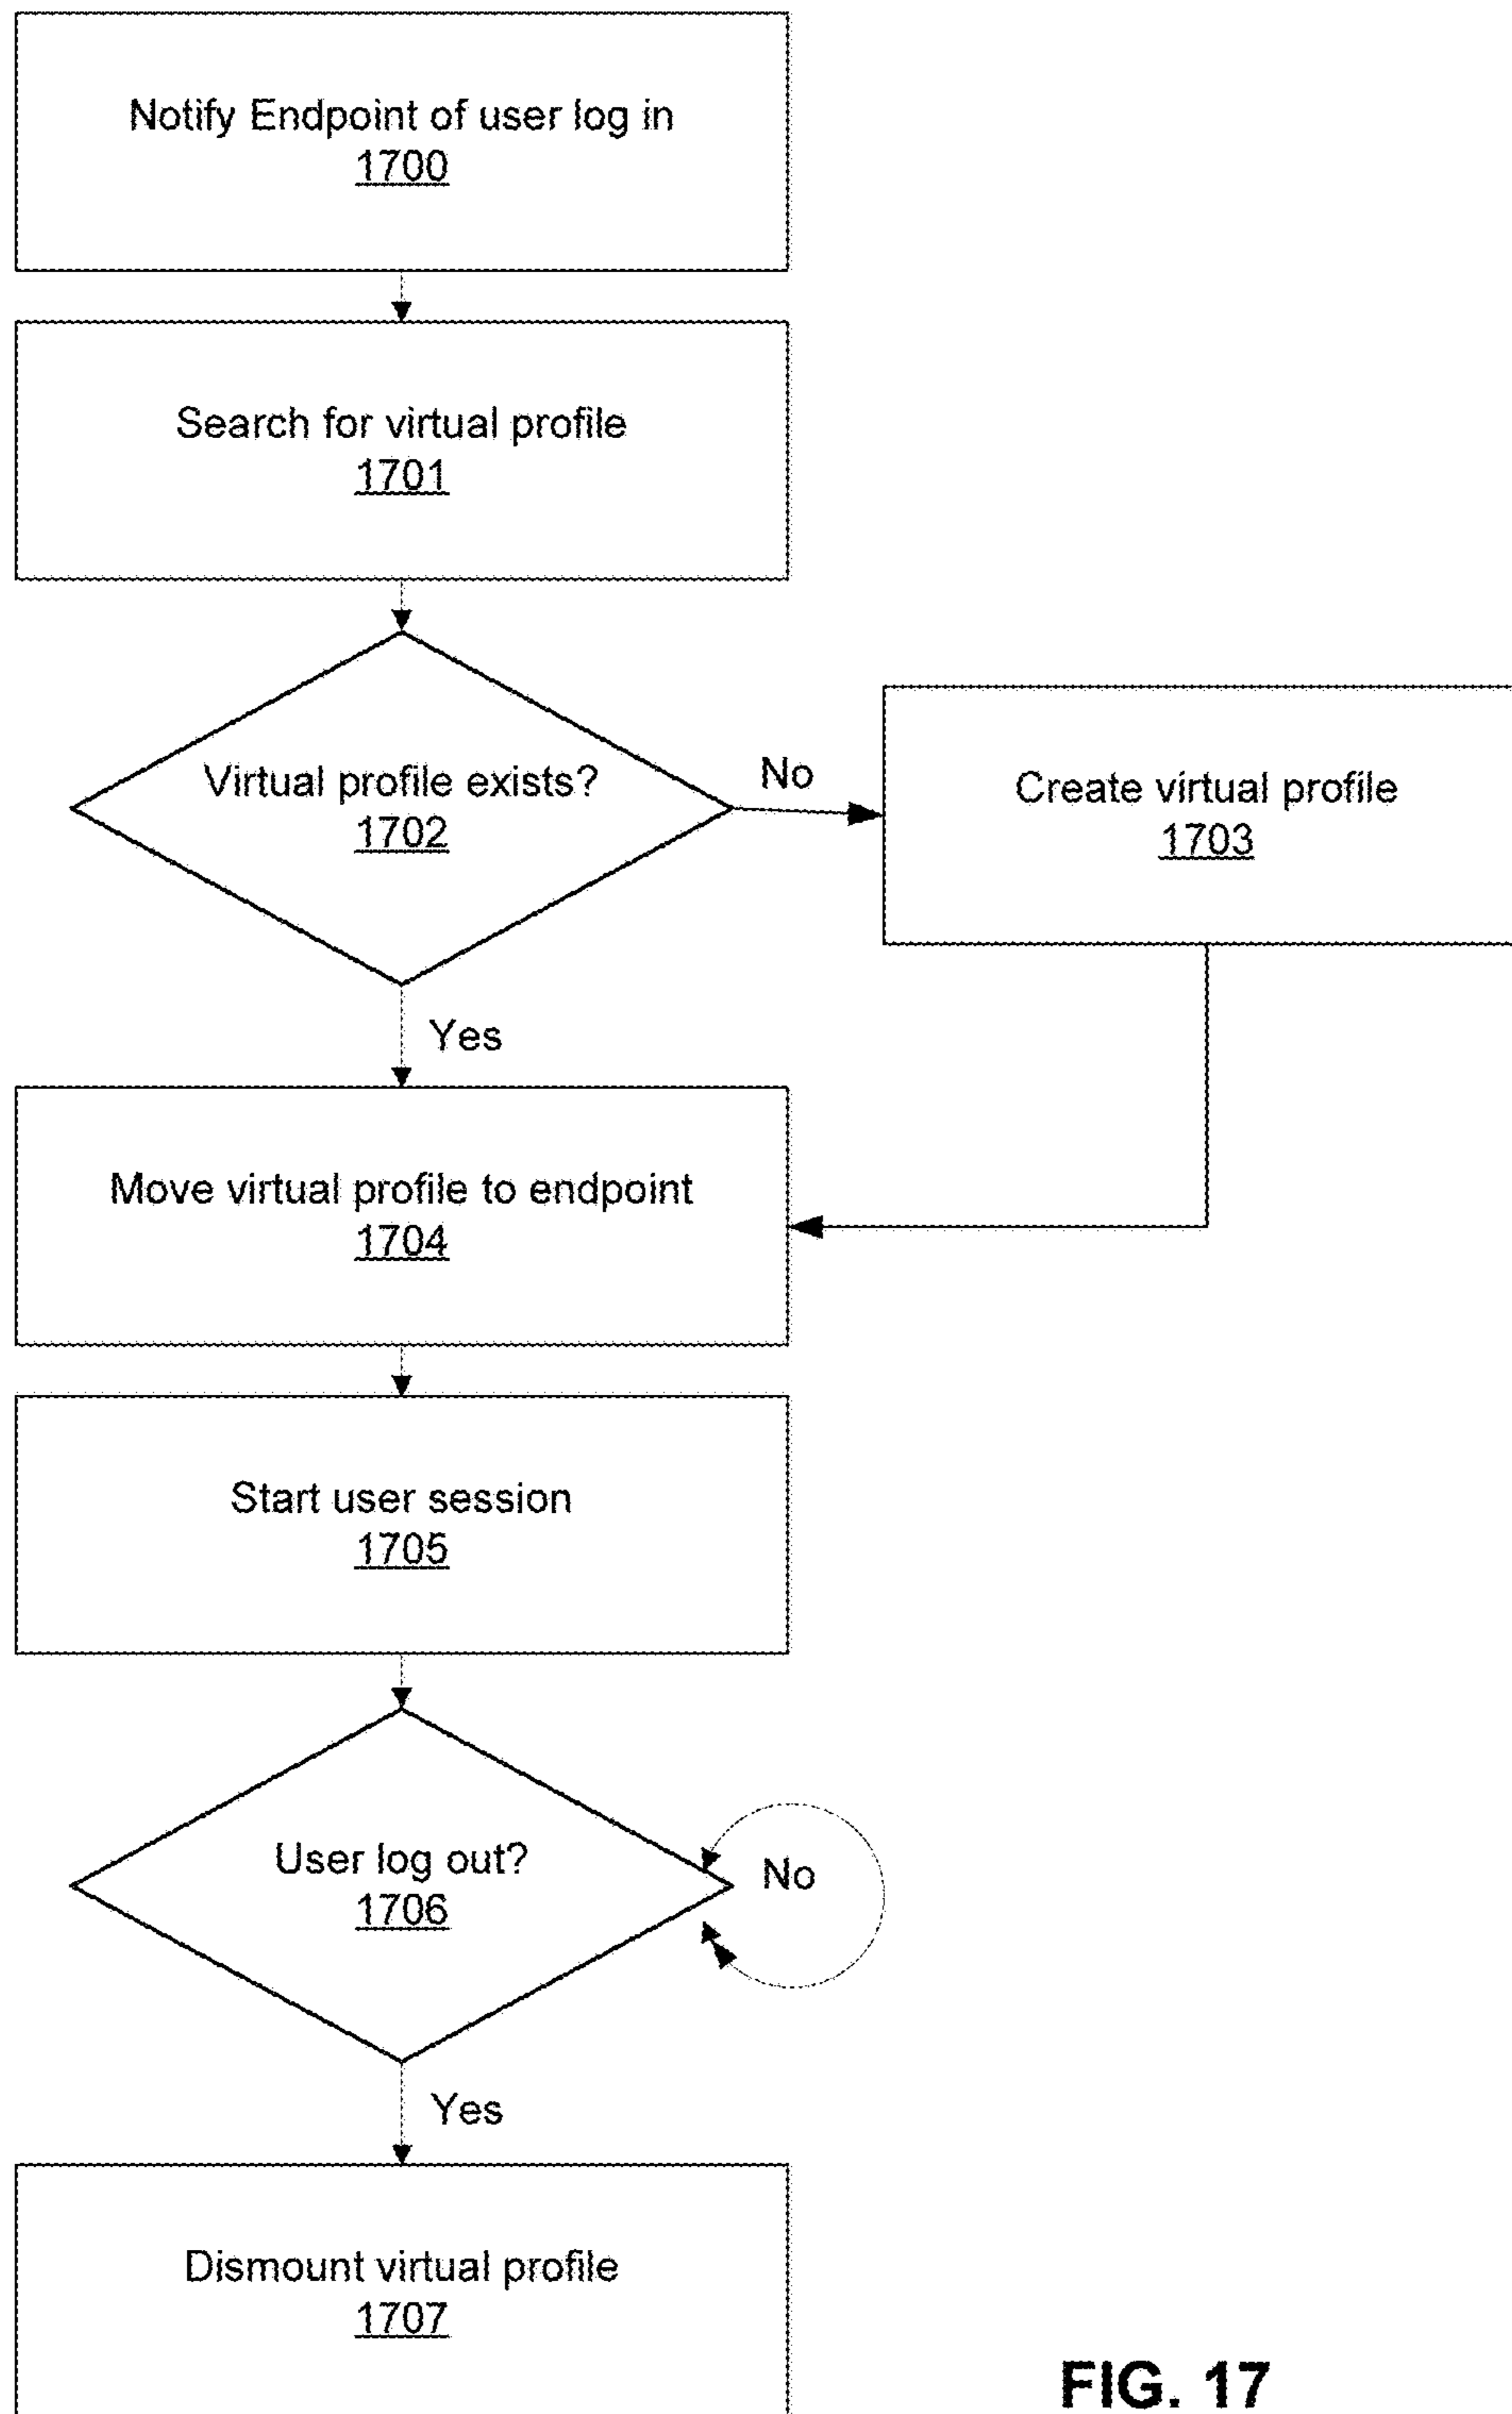 Notify Endpoint of user log in
1700
Search for virtual profile
1701
Virtual profile exists?
1702
No
Create virtual profile
1703
Yes
Move virtual profile to endpoint
1704
Start user session
1705
User log out?
1706
No
Yes
Dismount virtual profile
1707
FIG. 17